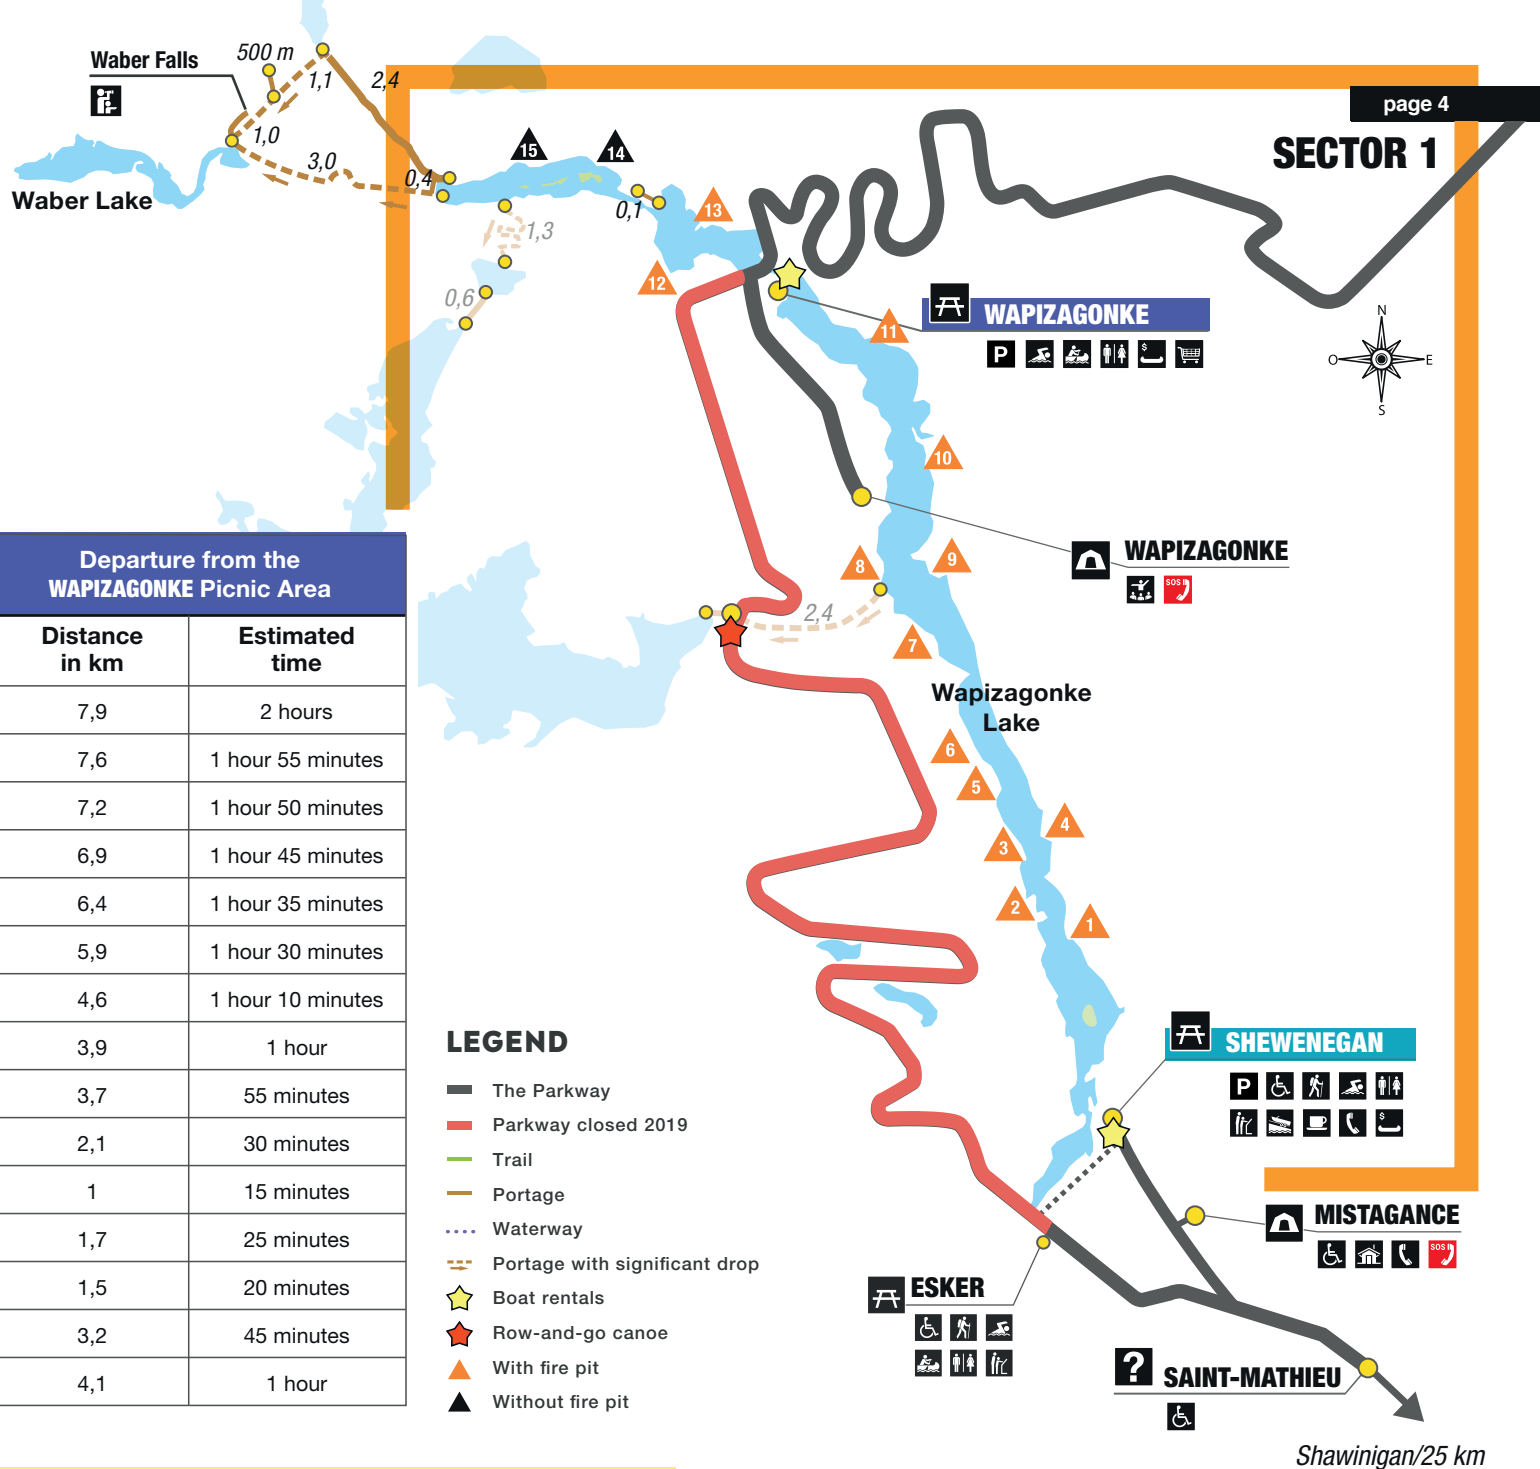 page 4
SECTOR 1
Waber Falls
500 m
1,1
2,4
1,0
3,0
0,4
Waber Lake
15
14
0,1
13
1,3
12
0,6
N
O
E
S
WAPIZAGONKE
P
$
11
10
WAPIZAGONKE
SOS
9
8
2,4
7
Wapizagonke
Lake
6
5
4
3
2
1
Departure from the
WAPIZAGONKE Picnic Area
Distance
in km
Estimated
time
7,9 2 hours
7,6 1 hour 55 minutes
7,2 1 hour 50 minutes
6,9 1 hour 45 minutes
6,4 1 hour 35 minutes
5,9 1 hour 30 minutes
4,6 1 hour 10 minutes
3,9 1 hour
3,7 55 minutes
2,1 30 minutes
1 15 minutes
1,7 25 minutes
1,5 20 minutes
3,2 45 minutes
4,1 1 hour
LEGEND
The Parkway
Parkway closed 2019
Trail
Portage
Waterway
Portage with significant drop
Boat rentals
Row-and-go canoe
With fire pit
Without fire pit
SHEWENEGAN
P
$
MISTAGANCE
SOS
ESKER
?
SAINT-MATHIEU
Shawinigan/25 km